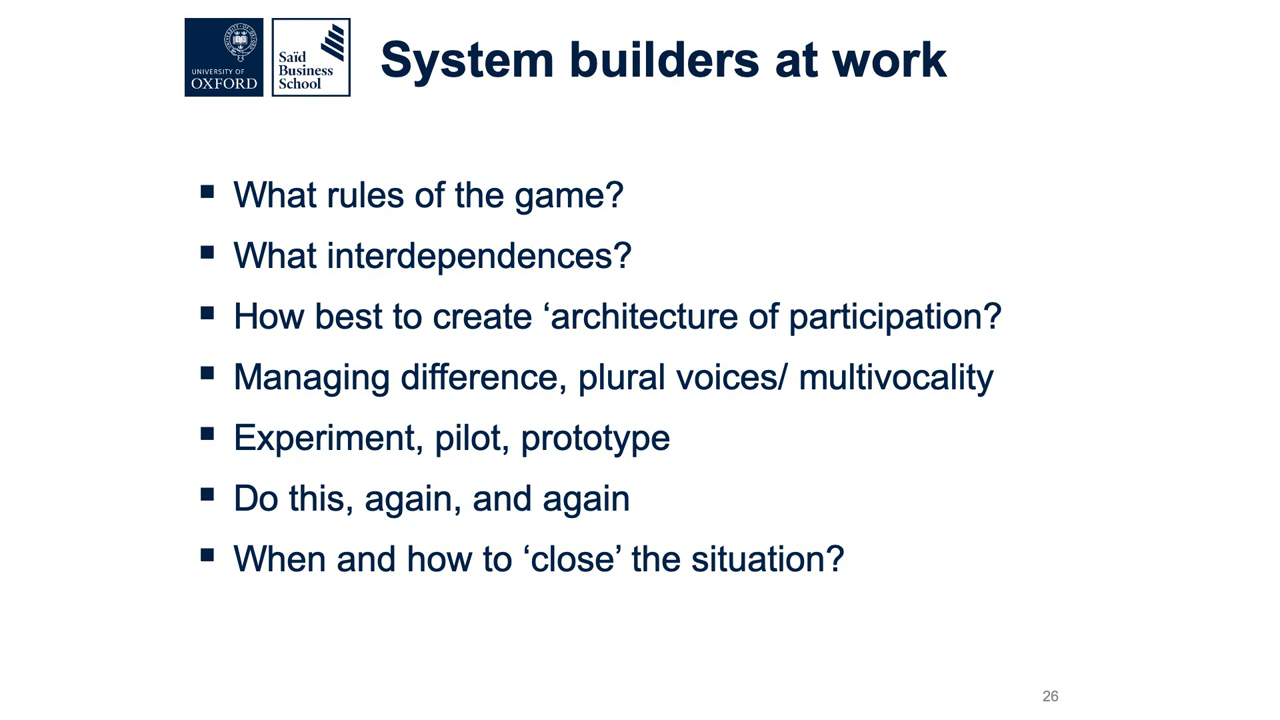 UNIVERSITY OF
OXFORD
Saïd
Business
School
System builders at work
▪ What rules of the game?
▪ What interdependences?
▪ How best to create ‘architecture of participation?
▪ Managing difference, plural voices/ multivocality
▪ Experiment, pilot, prototype
▪ Do this, again, and again
▪ When and how to ‘close’ the situation?
26